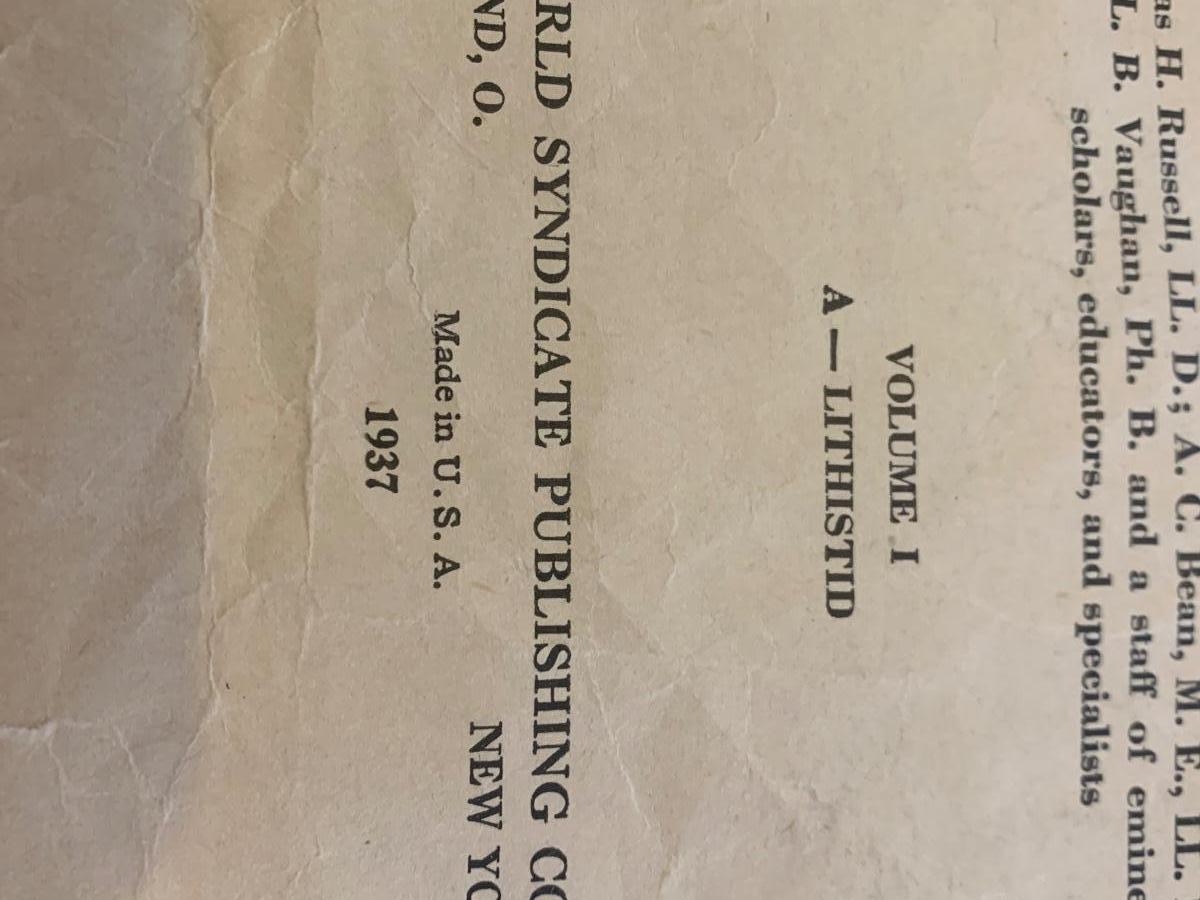 as H. Russell, LL. D.; A. C. Bean, M. E., LL.
L. B. Vaughan, Ph. B. and a staff of emine
scholars, educators, and specialists
VOLUME I
A — LITHISTID
RLD SYNDICATE PUBLISHING CO
ND, O. NEW YO
Made in U. S. A.
1937